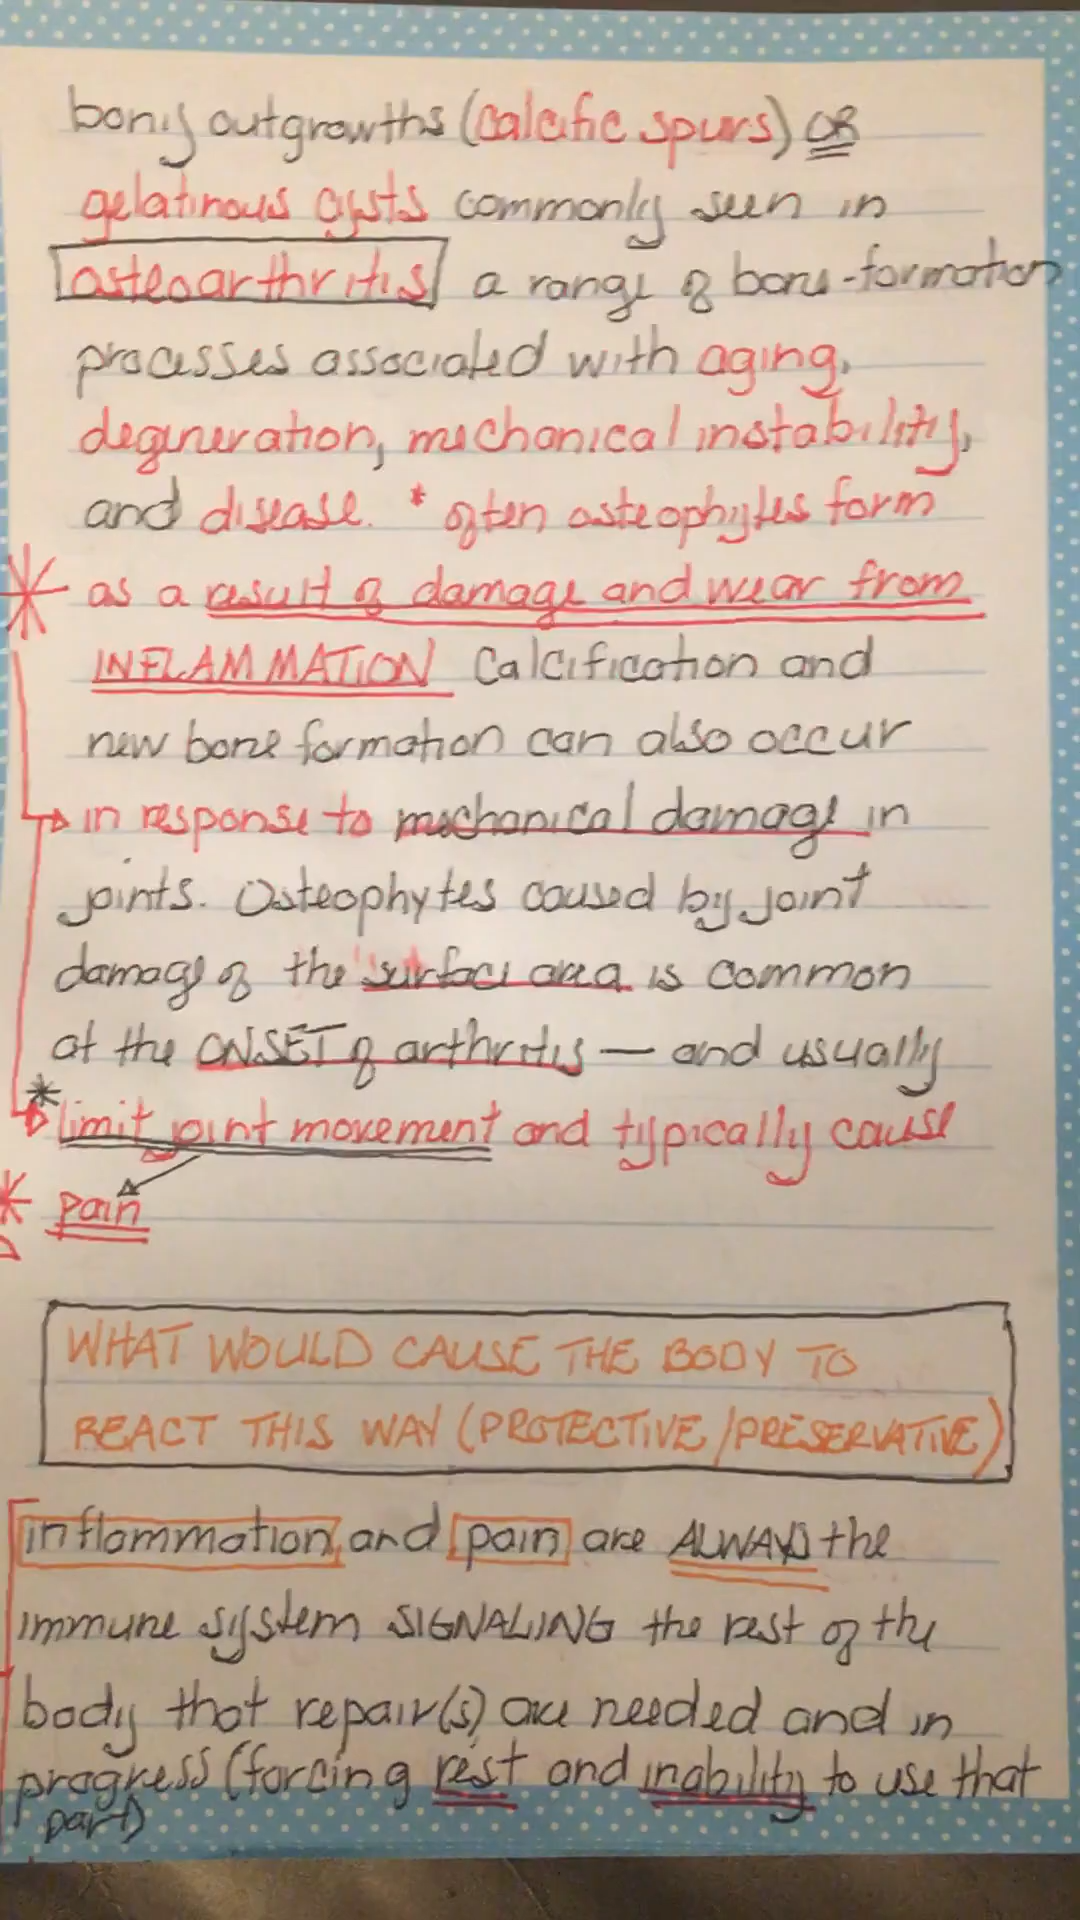 bony outgrowths (calcific spurs) OR
gelatinous cysts commonly seen in
osteoarthritis a range of bone-formation
processes associated with aging,
degeneration, mechanical instability,
and disease. * often osteophytes form
* as a result of damage and wear from
INFLAMMATION Calcification and
new bone formation can also occur
in response to mechanical damage in
joints. Osteophytes caused by joint
damage of the surface area is common
at the ONSET of arthritis — and usually
* limit joint movement and typically cause
* pain
WHAT WOULD CAUSE THE BODY TO
REACT THIS WAY (PROTECTIVE/PRESERVATIVE)
inflammation and pain are ALWAYS the
immune system SIGNALING the rest of the
body that repair(s) are needed and in
progress (forcing rest and inability to use that
part)